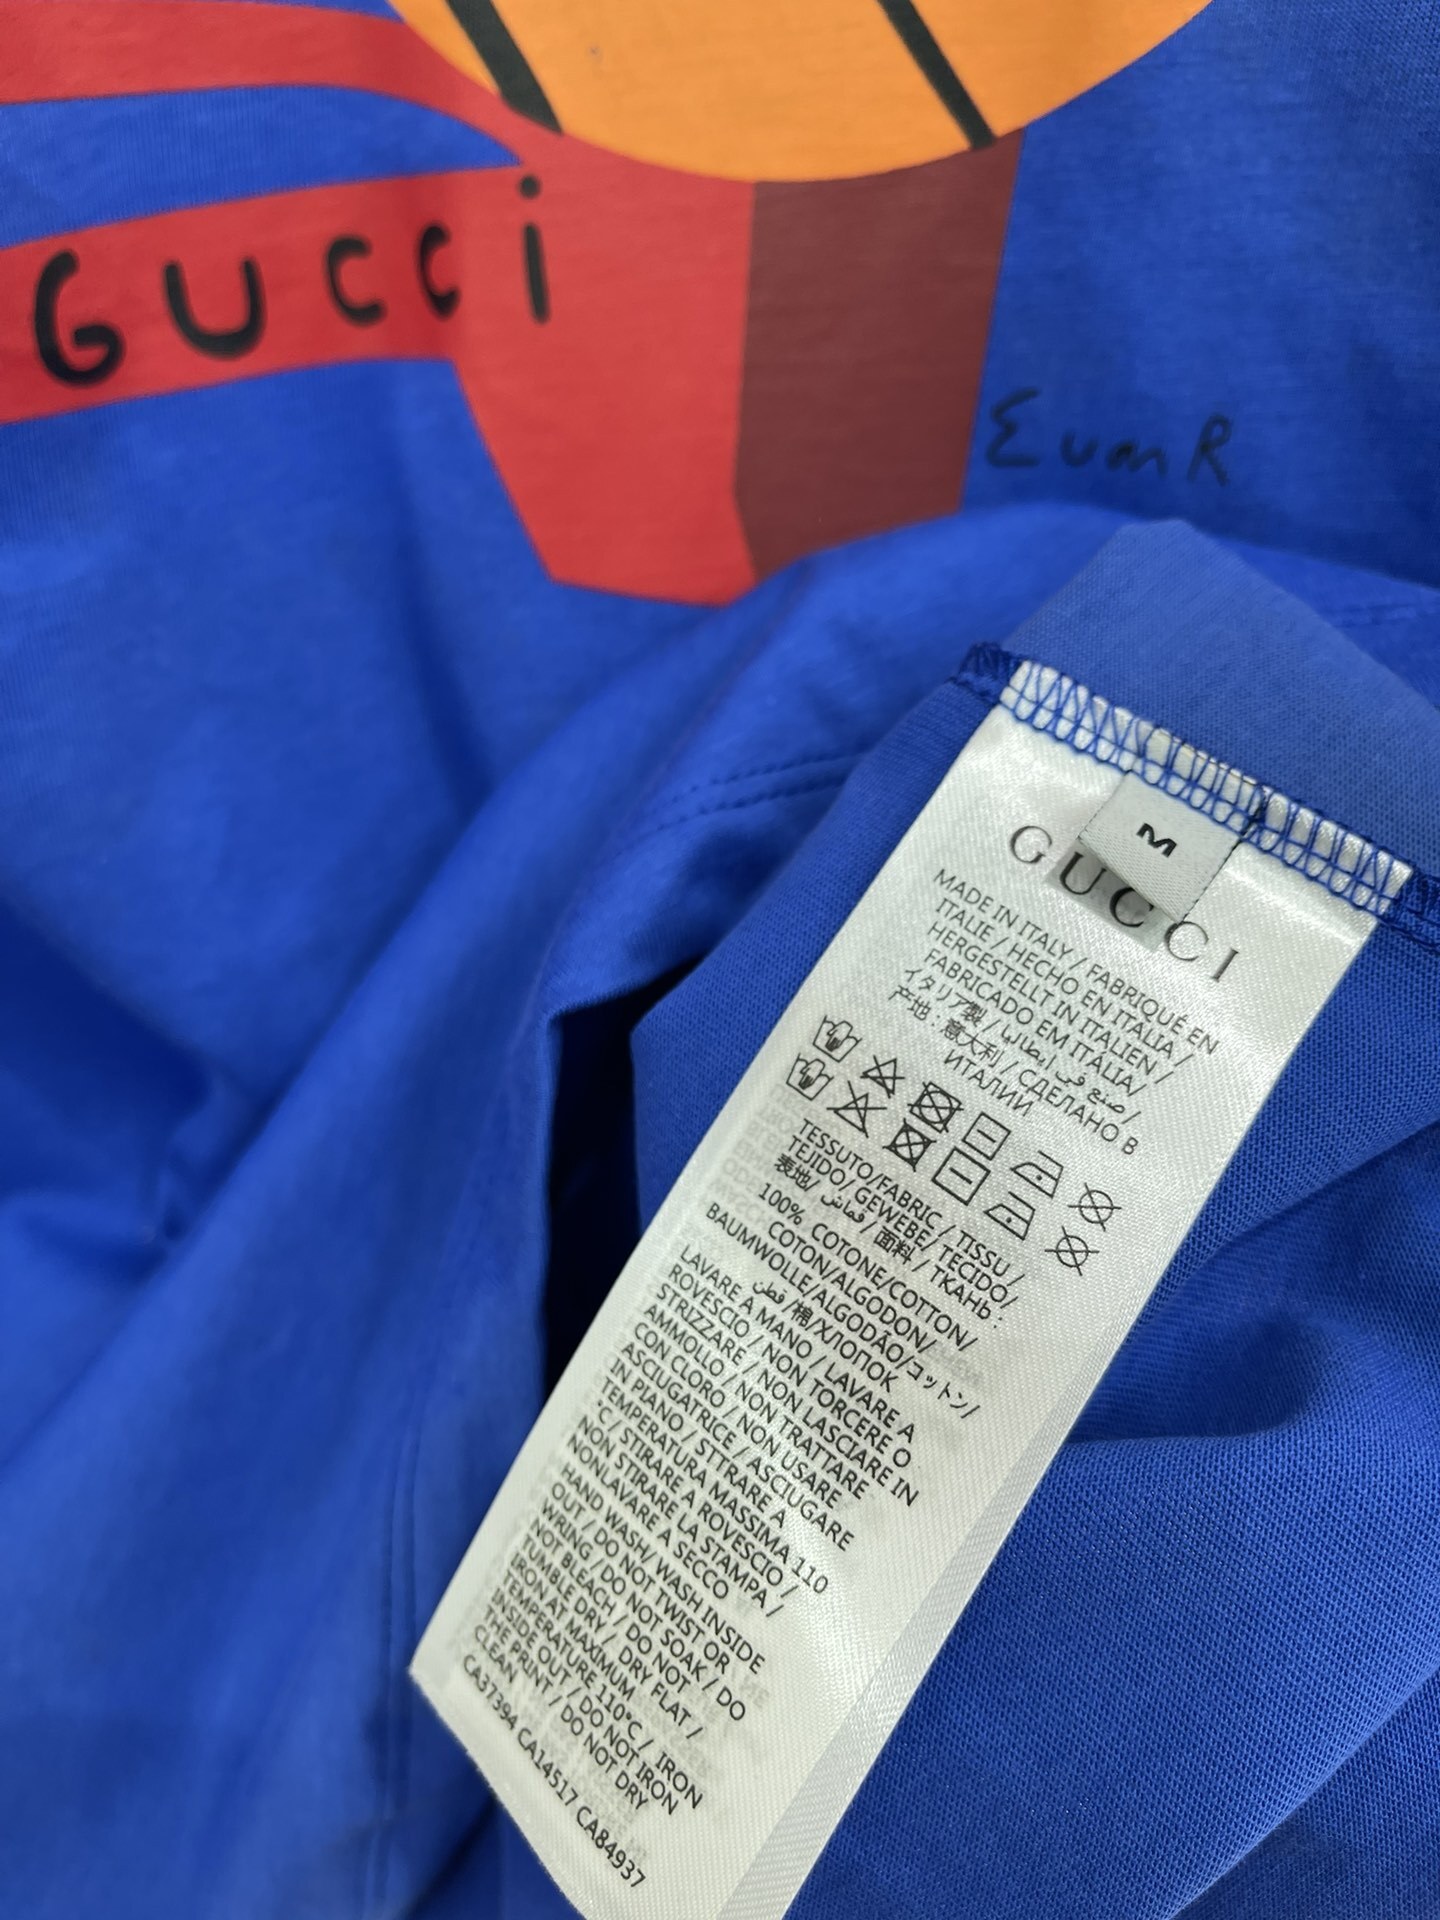 GUCCi
EvanR
M
GUCCI
MADE IN ITALY / FABRIQUÉ EN
ITALIE / HECHO EN ITALIA /
HERGESTELLT IN ITALIEN /
FABRICADO EM ITÁLIA/
イタリア製 / صنع في إيطاليا /
产地 : 意大利 / СДЕЛАНО В
ИТАЛИИ
TESSUTO/FABRIC / TISSU /
TEJIDO/ GEWEBE/ TECIDO/
表地/ قماش / 面料 / ТКАНЬ :
100% COTONE/COTTON/
COTON/ALGODON/
BAUMWOLLE/ALGODÃO/コットン/
قطن /棉/ХЛОПОК
LAVARE A MANO / LAVARE A
ROVESCIO / NON TORCERE O
STRIZZARE / NON LASCIARE IN
AMMOLLO / NON TRATTARE
CON CLORO / NON USARE
ASCIUGATRICE / ASCIUGARE
IN PIANO / STTRARE A
TEMPERATURA MASSIMA 110
°C / STIRARE A ROVESCIO /
NON STIRARE LA STAMPA /
NONLAVARE A SECCO
HAND WASH/ WASH INSIDE
OUT / DO NOT TWIST OR
WRING / DO NOT SOAK / DO
NOT BLEACH / DO NOT
TUMBLE DRY / DRY FLAT /
IRON AT MAXIMUM
TEMPERATURE 110°C / IRON
INSIDE OUT / DO NOT IRON
THE PRINT / DO NOT DRY
CLEAN
CA37394 CA14517 CA84937